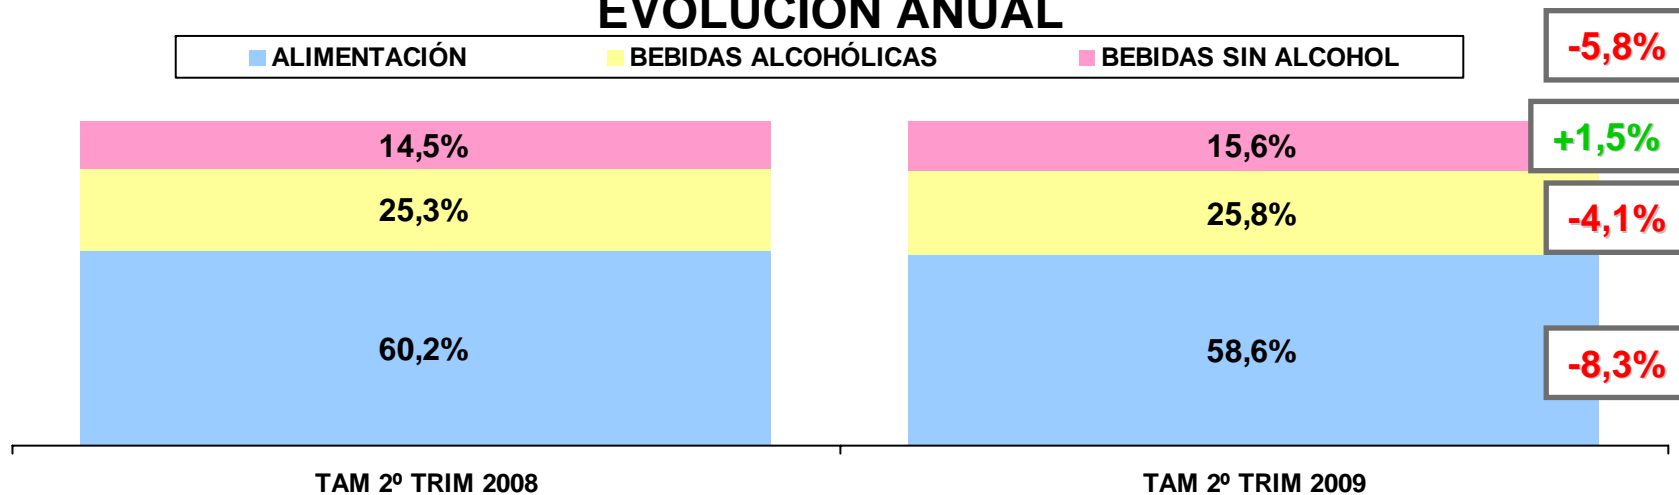 EVOLUCIÓN ANUAL
ALIMENTACIÓN BEBIDAS ALCOHÓLICAS BEBIDAS SIN ALCOHOL
-5,8%
14,5% 15,6% +1,5%
25,3% 25,8% -4,1%
60,2% 58,6% -8,3%
TAM 2º TRIM 2008 TAM 2º TRIM 2009